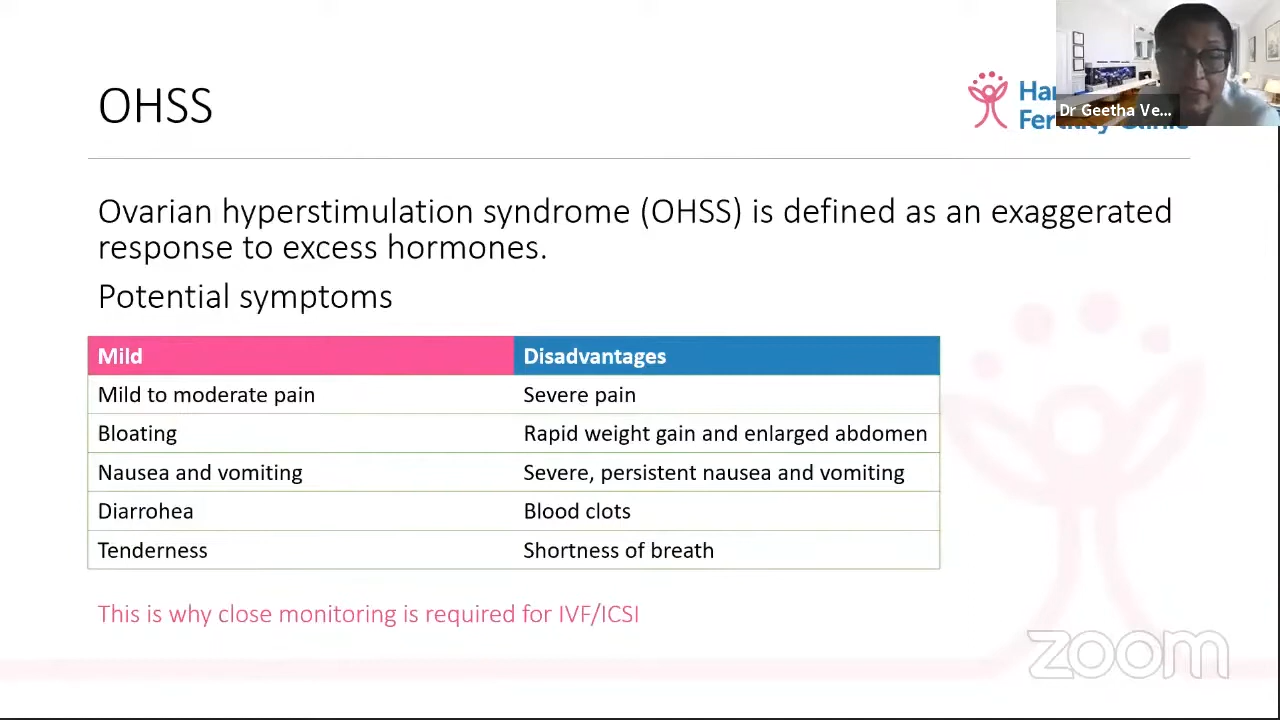 OHSS
Dr Geetha Ve...
Ovarian hyperstimulation syndrome (OHSS) is defined as an exaggerated
response to excess hormones.
Potential symptoms
Mild Disadvantages
Mild to moderate pain Severe pain
Bloating Rapid weight gain and enlarged abdomen
Nausea and vomiting Severe, persistent nausea and vomiting
Diarrohea Blood clots
Tenderness Shortness of breath
This is why close monitoring is required for IVF/ICSI
zoom